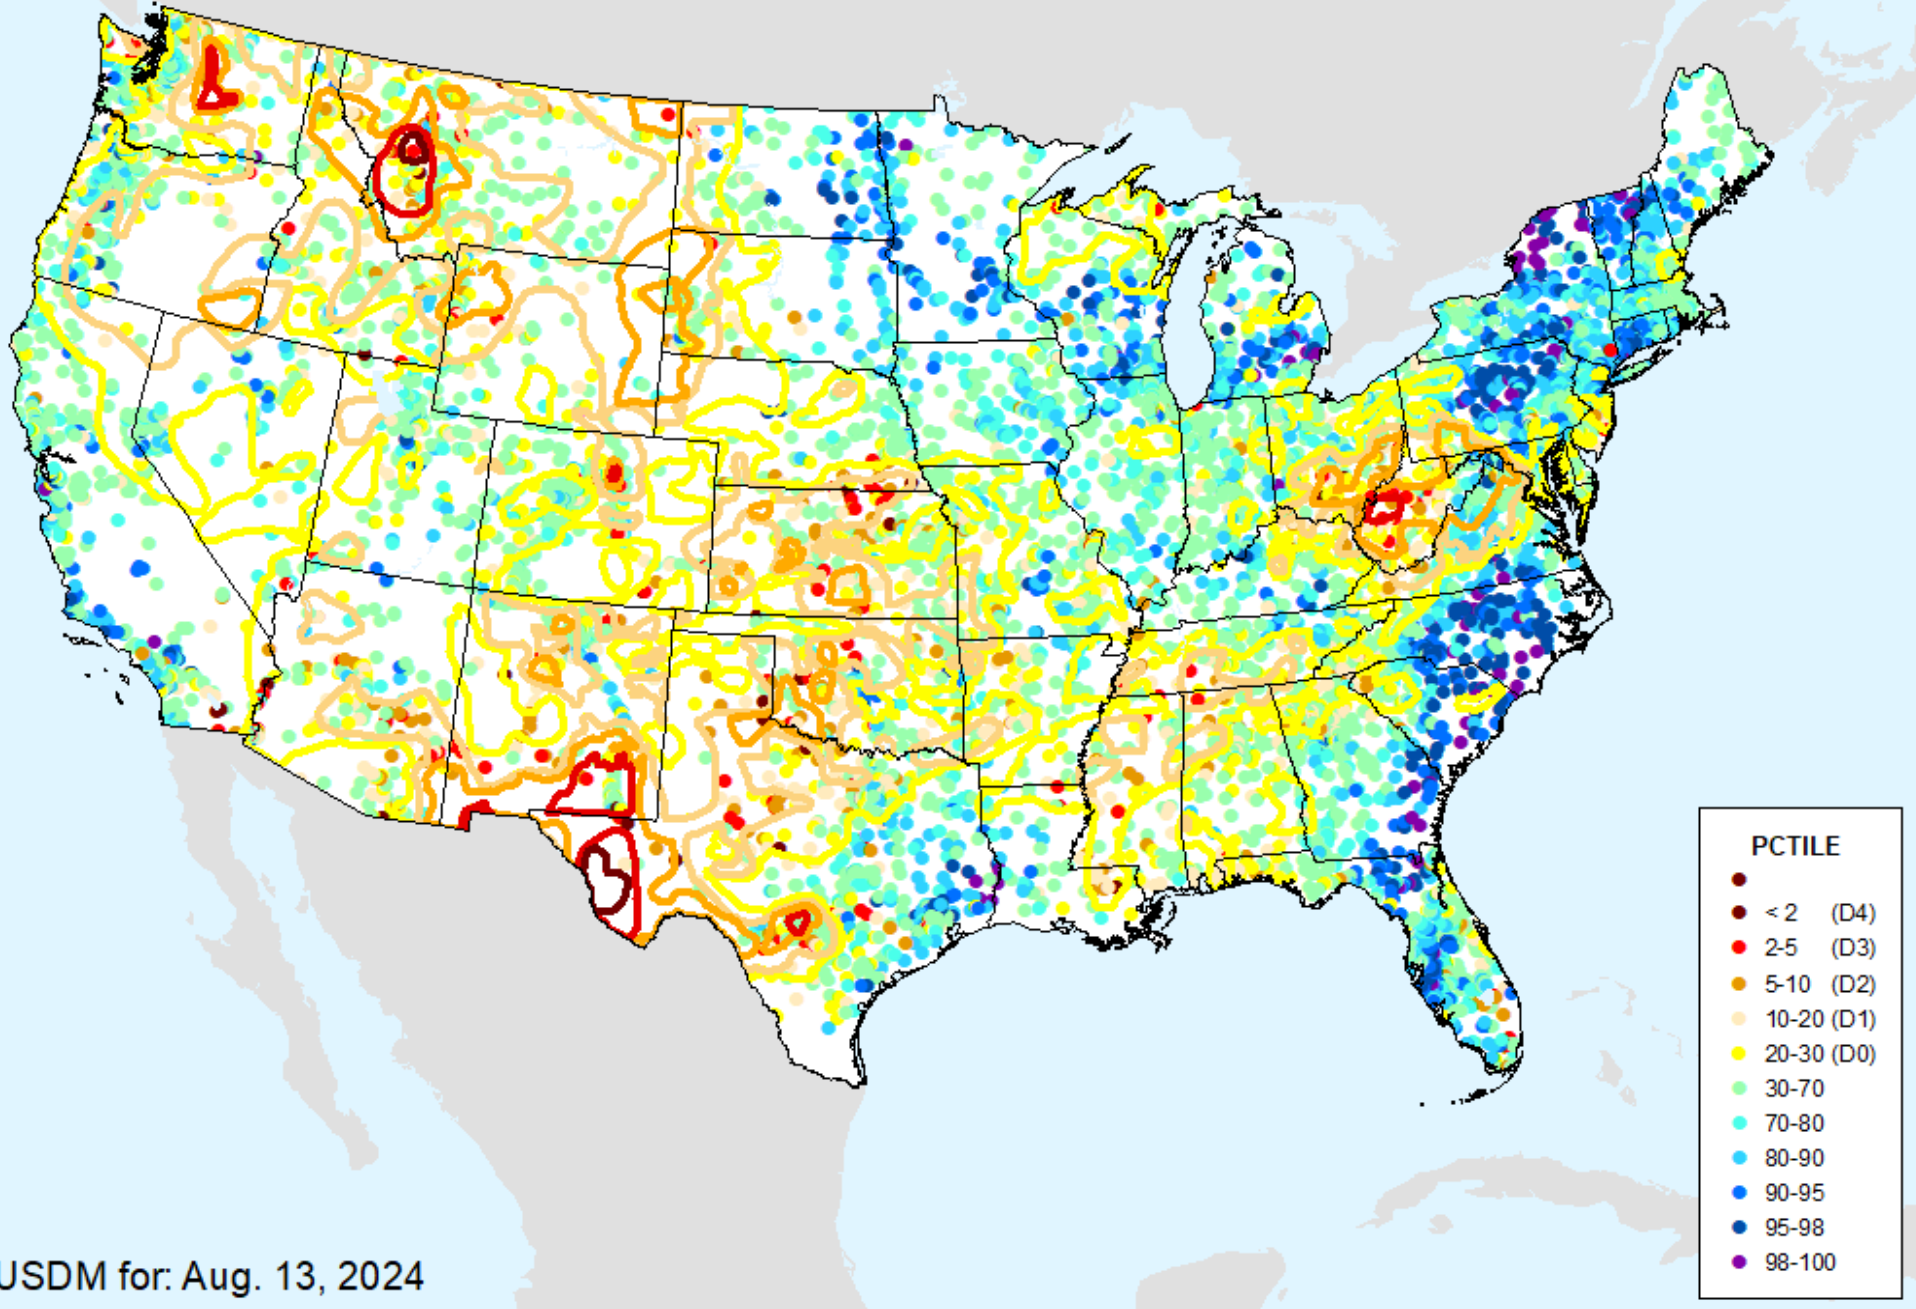 PCTILE
< 2 (D4)
2-5 (D3)
5-10 (D2)
10-20 (D1)
20-30 (D0)
30-70
70-80
80-90
90-95
95-98
98-100
USDM for: Aug. 13, 2024